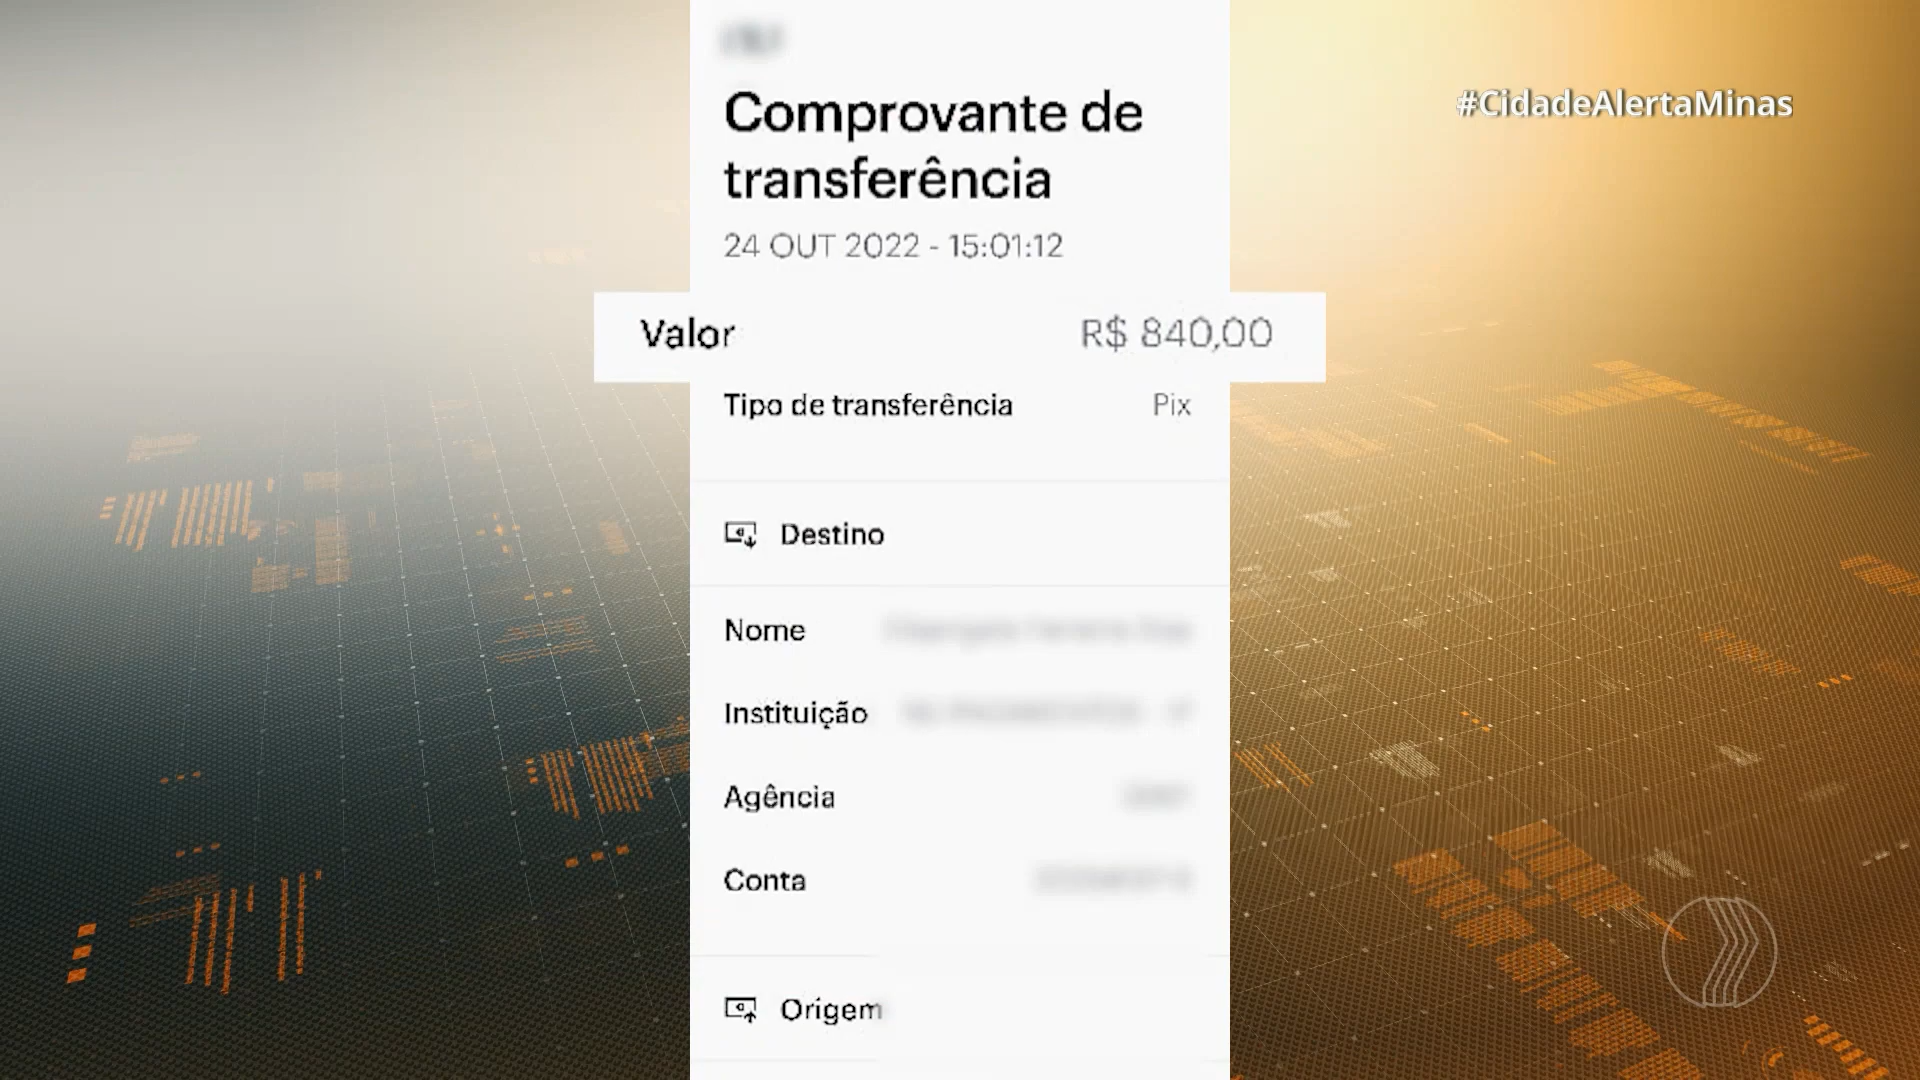 #CidadeAlertaMinas
Comprovante de
transferência
24 OUT 2022 - 15:01:12
Valor R$ 840,00
Tipo de transferência Pix
Destino
Nome
Instituição
Agência
Conta
Origem